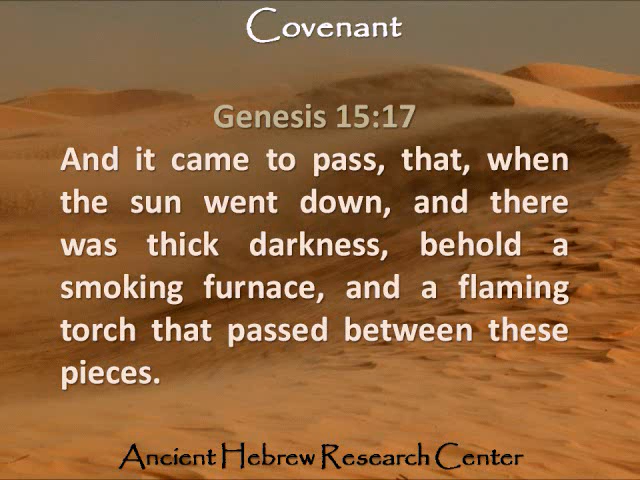 Covenant
Genesis 15:17
And it came to pass, that, when
the sun went down, and there
was thick darkness, behold a
smoking furnace, and a flaming
torch that passed between these
pieces.
Ancient Hebrew Research Center